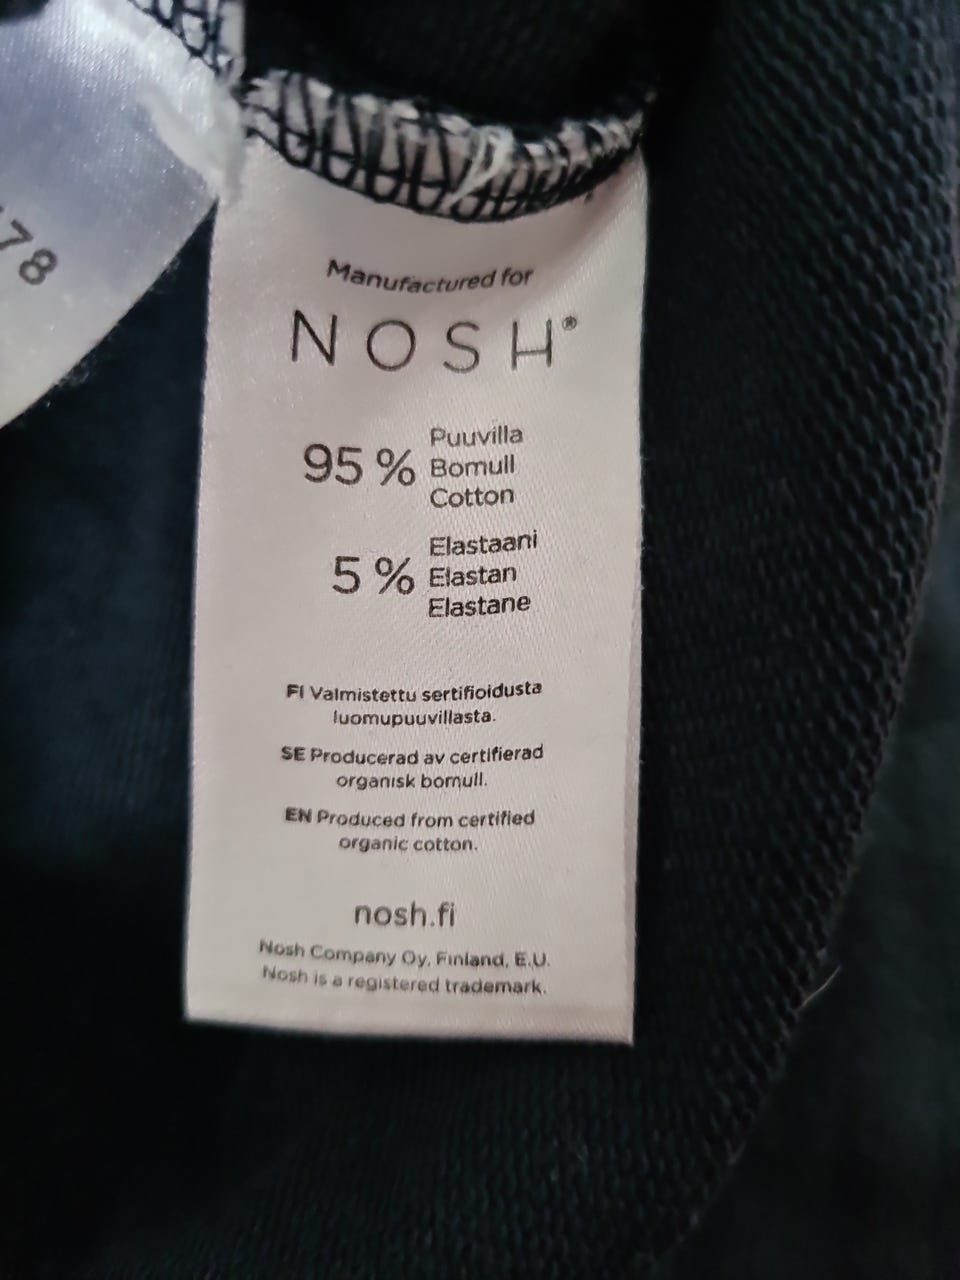 78
Manufactured for
NOSH®
95 % Puuvilla
Bomull
Cotton
5 % Elastaani
Elastan
Elastane
FI Valmistettu sertifioidusta
luomupuuvillasta.
SE Producerad av certifierad
organisk bomull.
EN Produced from certified
organic cotton.
nosh.fi
Nosh Company Oy, Finland, E.U.
Nosh is a registered trademark.